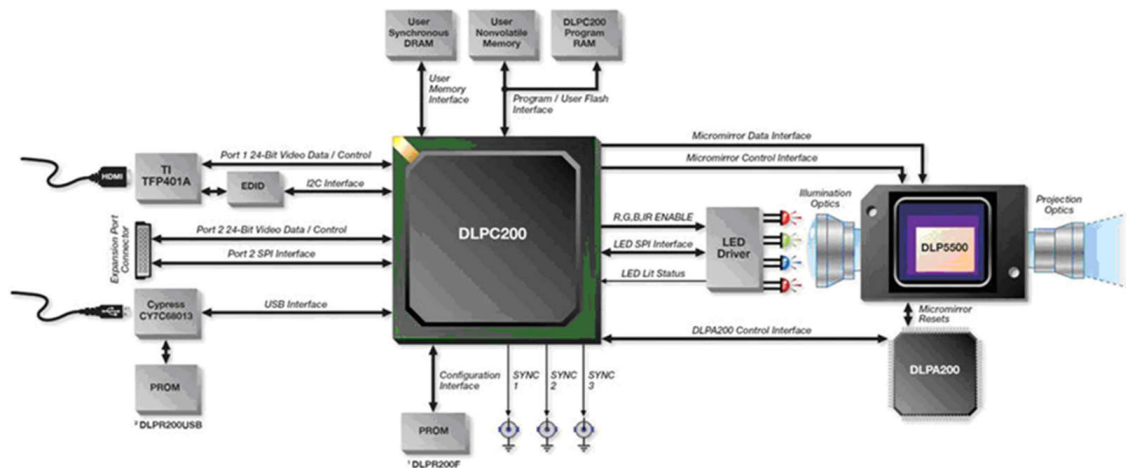 User
Synchronous
DRAM
User
Nonvolatile
Memory
DLPC200
Program
RAM
User
Memory
Interface
Program / User Flash
Interface
Micromirror Data Interface
Micromirror Control Interface
HDMI
TI
TFP401A
Port 1 24-Bit Video Data / Control
EDID
I2C Interface
Expansion Port
Connector
Port 2 24-Bit Video Data / Control
Port 2 SPI Interface
Cypress
CY7C68013
USB Interface
PROM
² DLPR200USB
DLPC200
R,G,B,IR ENABLE
LED SPI Interface
LED Lit Status
LED
Driver
Illumination
Optics
DLP5500
Projection
Optics
Micromirror
Resets
DLPA200 Control Interface
DLPA200
Configuration
Interface
SYNC
1
SYNC
2
SYNC
3
PROM
¹ DLPR200F